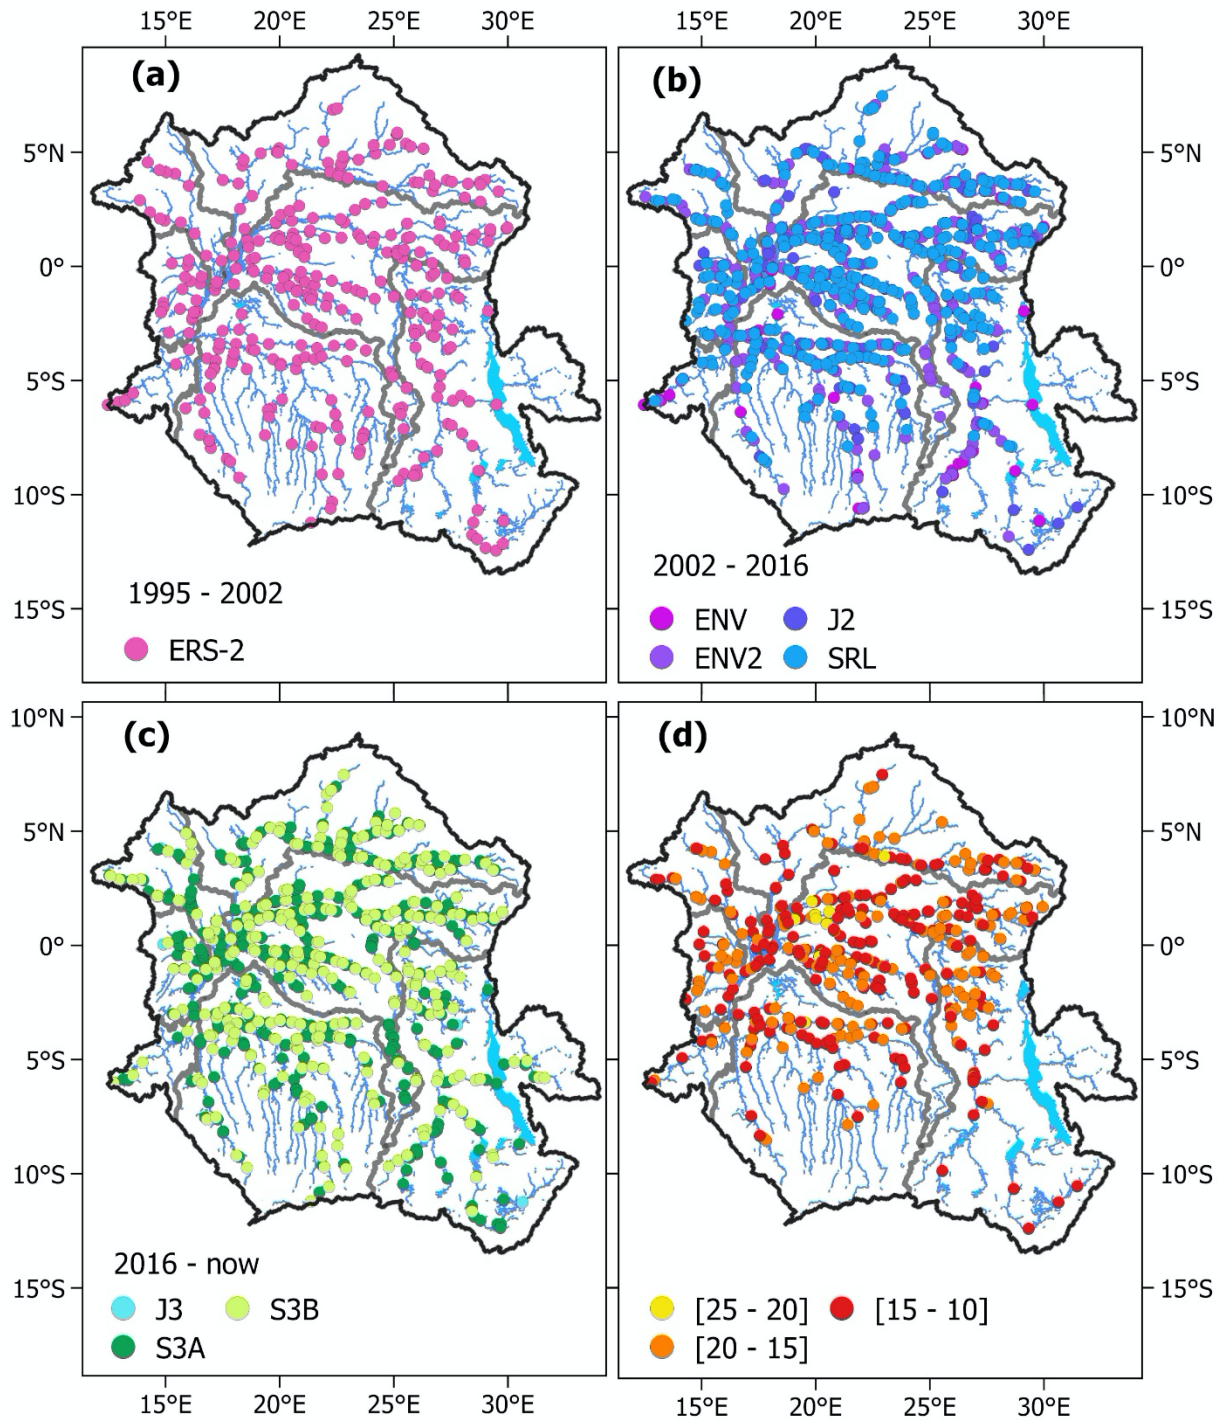 15°E 20°E 25°E 30°E 15°E 20°E 25°E 30°E
(a) (b)
5°N 5°N
0° 0°
5°S 5°S
10°S 10°S
1995 - 2002 2002 - 2016
15°S 15°S
ERS-2 ENV J2
ENV2 SRL
10°N 10°N
(c) (d)
5°N 5°N
0° 0°
5°S 5°S
10°S 10°S
2016 - now
15°S 15°S
J3 S3B [25 - 20] [15 - 10]
S3A [20 - 15]
15°E 20°E 25°E 30°E 15°E 20°E 25°E 30°E